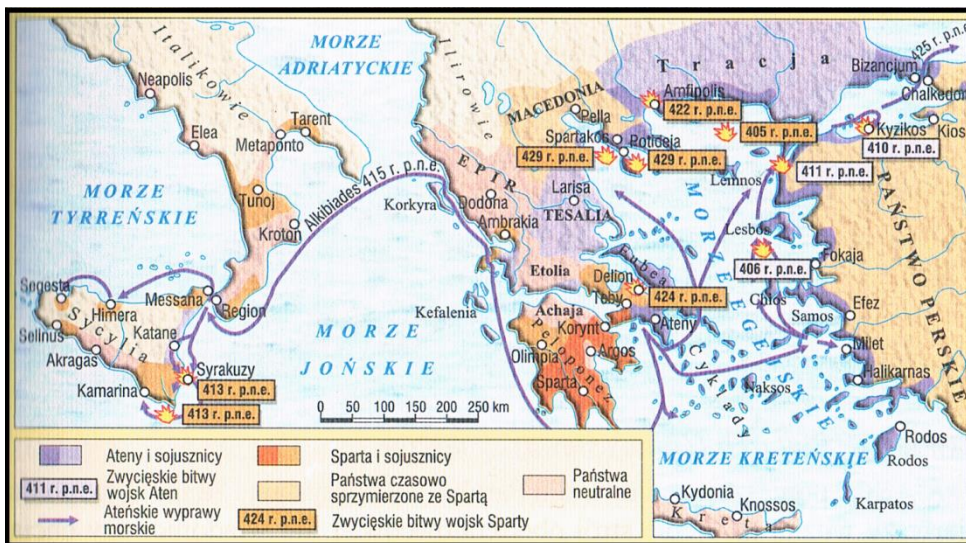 MORZE
ADRIATYCKIE
Italikowie
Ilirowie
Neapolis
Elea
Metaponto
Tarent
Tunoj
Kroton
MORZE
TYRREŃSKIE
Alkibiades 415 r. p.n.e.
Korkyra
MACEDONIA
Pella
Tracja
Amfipolis
422 r. p.n.e.
Spartakos
Potideja
429 r. p.n.e.
429 r. p.n.e.
405 r. p.n.e.
Bizancium
425 r. p.n.e.
Chalkedon
Kyzikos
410 r. p.n.e.
Kios
411 r. p.n.e.
Lemnos
EPIR
Dodona
Ambrakia
Larisa
TESALIA
MORZE EGEJSKIE
PAŃSTWO PERSKIE
Lesbos
406 r. p.n.e.
Fokaja
Chios
Etolia
Eubea
Delion
424 r. p.n.e.
Teby
Ateny
Samos
Efez
Milet
Halikarnas
Kefalenia
Achaja
Peloponez
Korynt
Olimpia
Argos
Sparta
Cyklady
Naksos
Segesta
Himera
Messana
Region
Selinus
Sycylia
Katane
Akragas
Syrakuzy
413 r. p.n.e.
Kamarina
413 r. p.n.e.
MORZE
JOŃSKIE
0 50 100 150 200 250 km
MORZE KRETEŃSKIE
Rodos
Rodos
Karpatos
Kydonia
Knossos
Kreta
Ateny i sojusznicy
411 r. p.n.e. Zwycięskie bitwy
wojsk Aten
Ateńskie wyprawy
morskie
Sparta i sojusznicy
Państwa czasowo
sprzymierzone ze Spartą
424 r. p.n.e. Zwycięskie bitwy wojsk Sparty
Państwa
neutralne